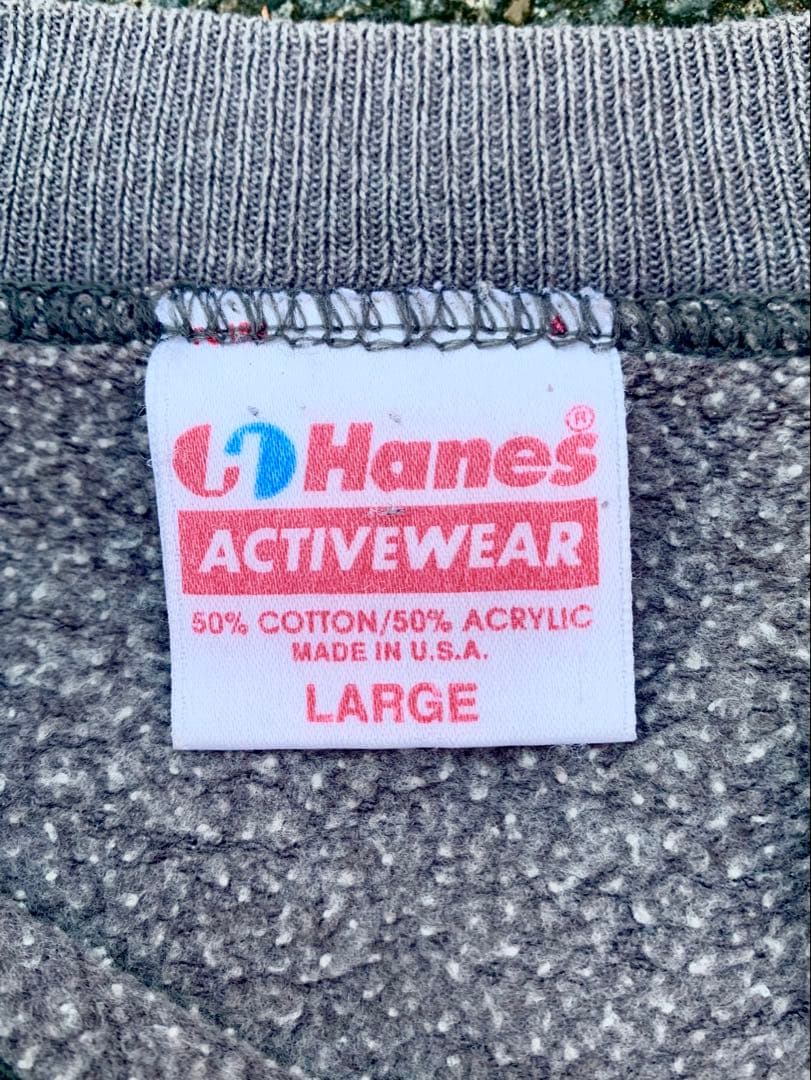 Hanes®
ACTIVEWEAR
50% COTTON/50% ACRYLIC
MADE IN U.S.A.
LARGE